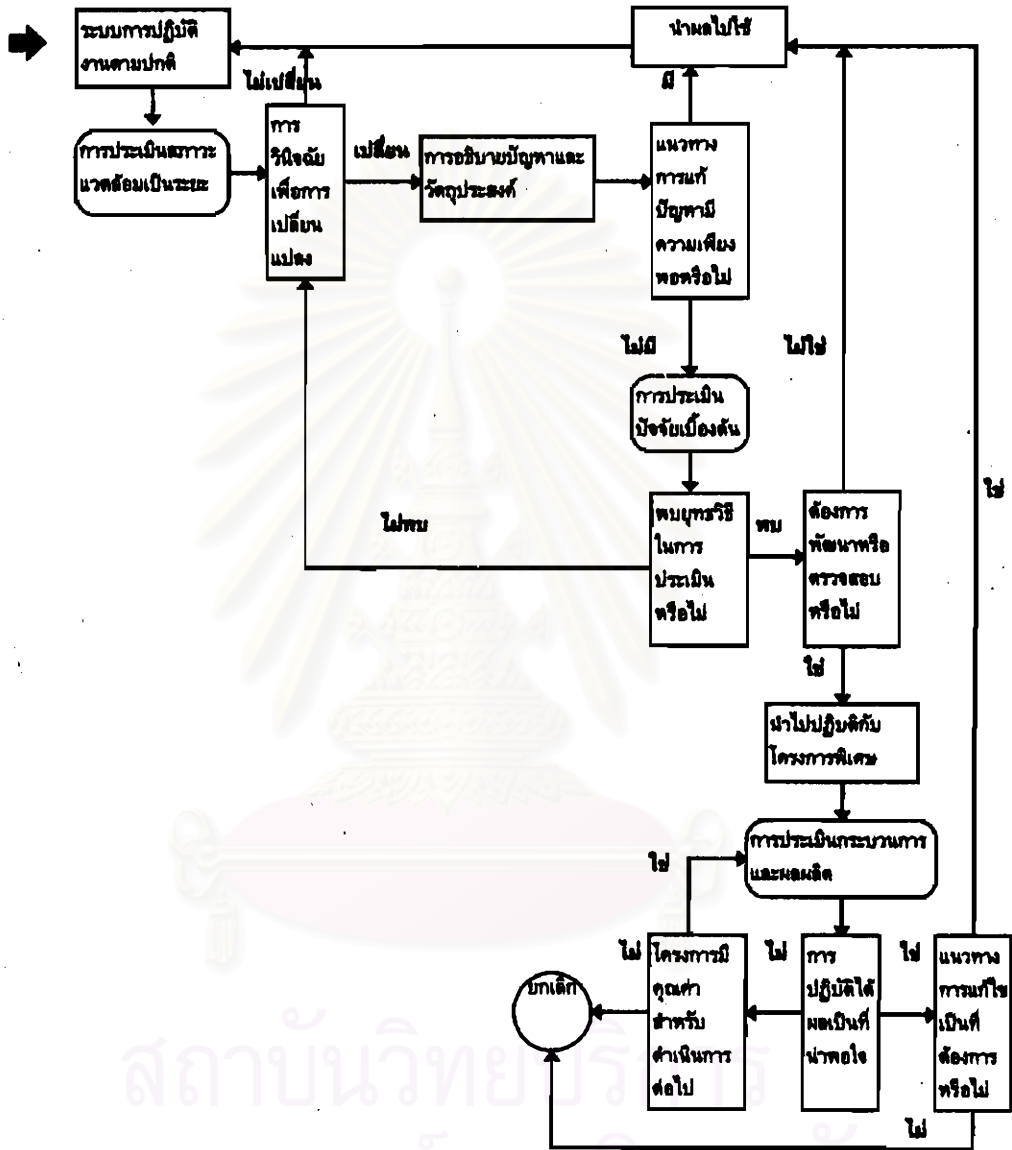 ระบบการปฏิบัติ
งานตามปกติ
นำผลไปใช้
ไม่เปลี่ยน
มี
การประเมินสภาวะ
แวดล้อมเป็นระยะ
การ
วินิจฉัย
เพื่อการ
เปลี่ยน
แปลง
เปลี่ยน
การอธิบายปัญหาและ
วัตถุประสงค์
แนวทาง
การแก้
ปัญหามี
ความเพียง
พอหรือไม่
ไม่มี
ไม่ใช่
การประเมิน
ปัจจัยเบื้องต้น
ใช่
ไม่พบ
พบยุทธวิธี
ในการ
ประเมิน
หรือไม่
พบ
ต้องการ
พัฒนาหรือ
ตรวจสอบ
หรือไม่
ใช่
นำไปปฏิบติกับ
โครงการพิเศษ
การประเมินกระบวนการ
และผลผลิต
ใช่
ยกเลิก
ไม่
โครงการมี
คุณค่า
สำหรับ
ดำเนินการ
ต่อไป
ไม่
การ
ปฏิบัติได้
ผลเป็นที่
น่าพอใจ
ใช่
แนวทาง
การแก้ไข
เป็นที่
ต้องการ
หรือไม่
ไม่
สถาบันวิทยบริการ